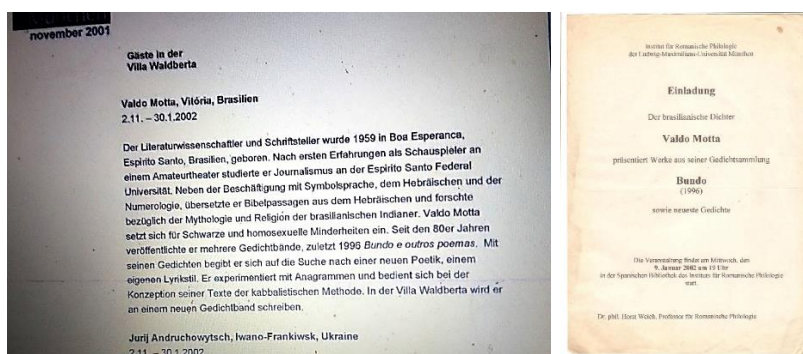 München
november 2001
Gäste in der
Villa Waldberta
Valdo Motta, Vitória, Brasilien
2.11. – 30.1.2002
Der Literaturwissenschaftler und Schriftsteller wurde 1959 in Boa Esperanca,
Espirito Santo, Brasilien, geboren. Nach ersten Erfahrungen als Schauspieler an
einem Amateurtheater studierte er Journalismus an der Espirito Santo Federal
Universität. Neben der Beschäftigung mit Symbolsprache, dem Hebräischen und der
Numerologie, übersetzte er Bibelpassagen aus dem Hebräischen und forschte
bezüglich der Mythologie und Religion der brasilianischen Indianer. Valdo Motta
setzt sich für Schwarze und homosexuelle Minderheiten ein. Seit den 80er Jahren
veröffentlichte er mehrere Gedichtbände, zuletzt 1996 Bundo e outros poemas. Mit
seinen Gedichten begibt er sich auf die Suche nach einer neuen Poetik, einem
eigenen Lyrikstil. Er experimentiert mit Anagrammen und bedient sich bei der
Konzeption seiner Texte der kabbalistischen Methode. In der Villa Waldberta wird er
an einem neuen Gedichtband schreiben.
Jurij Andruchowytsch, Iwano-Frankiwsk, Ukraine
2.11. – 30.1.2002
Institut für Romanische Philologie
der Ludwig-Maximilians-Universität München
Einladung
Der brasilianische Dichter
Valdo Motta
präsentiert Werke aus seiner Gedichtsammlung
Bundo
(1996)
sowie neueste Gedichte
Die Veranstaltung findet am Mittwoch, den
9. Januar 2002 um 19 Uhr
in der Spanischen Bibliothek des Instituts für Romanische Philologie
statt.
Dr. phil. Horst Weich, Professor für Romanische Philologie